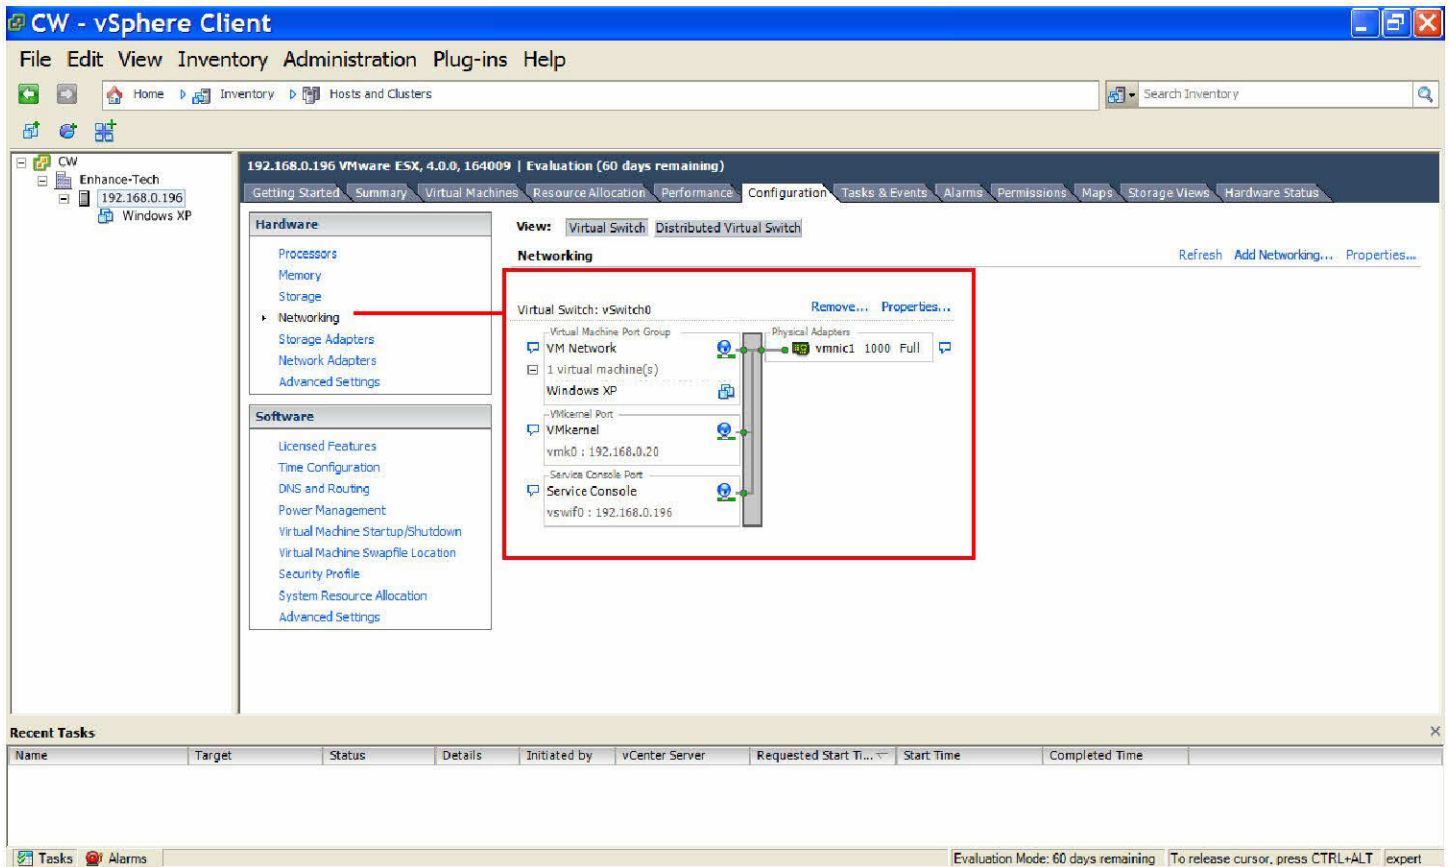 CW - vSphere Client
File Edit View Inventory Administration Plug-ins Help
Home Inventory Hosts and Clusters
Search Inventory
CW
Enhance-Tech
192.168.0.196
Windows XP
192.168.0.196 VMware ESX, 4.0.0, 164009 | Evaluation (60 days remaining)
Getting Started Summary Virtual Machines Resource Allocation Performance Configuration Tasks & Events Alarms Permissions Maps Storage Views Hardware Status
Hardware
Processors
Memory
Storage
Networking
Storage Adapters
Network Adapters
Advanced Settings
Software
Licensed Features
Time Configuration
DNS and Routing
Power Management
Virtual Machine Startup/Shutdown
Virtual Machine Swapfile Location
Security Profile
System Resource Allocation
Advanced Settings
View: Virtual Switch Distributed Virtual Switch
Networking
Refresh Add Networking... Properties...
Virtual Switch: vSwitch0 Remove... Properties...
Virtual Machine Port Group
VM Network
1 virtual machine(s)
Windows XP
Physical Adapters
vmnic1 1000 Full
VMkernel Port
VMkernel
vmk0 : 192.168.0.20
Service Console Port
Service Console
vswif0 : 192.168.0.196
Recent Tasks
Name Target Status Details Initiated by vCenter Server Requested Start Ti... Start Time Completed Time
Tasks Alarms
Evaluation Mode: 60 days remaining To release cursor, press CTRL+ALT expert